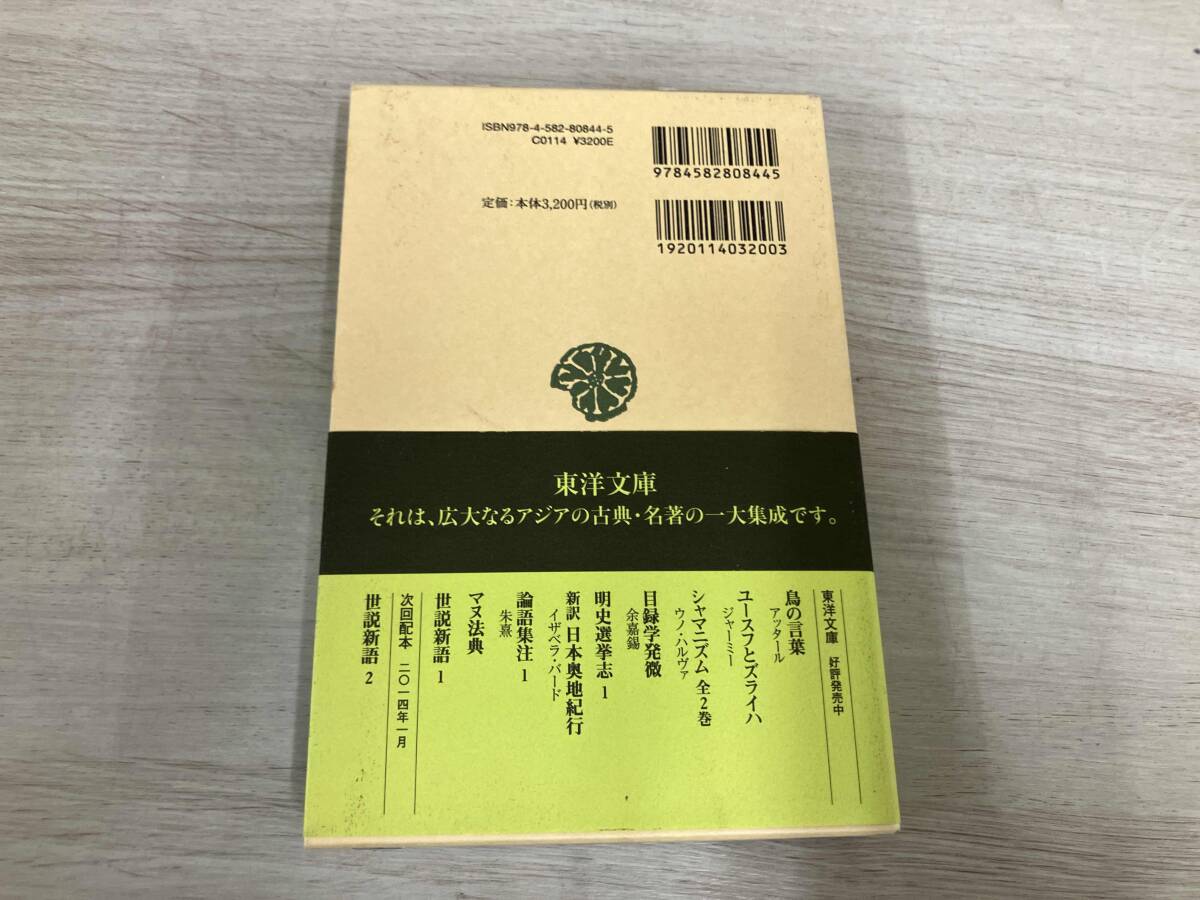 ISBN978-4-582-80844-5
C0114 ¥3200E
9784582808445
定価：本体3,200円（税別）
1920114032003
東洋文庫
それは、広大なるアジアの古典・名著の一大集成です。
東洋文庫 好評発売中
鳥の言葉
アッタール
ユースフとズライハ
ジャーミー
シャマニズム 全2巻
ウノ・ハルヴァ
目録学発微
余嘉錫
明史選挙志 1
新訳 日本奥地紀行
イザベラ・バード
論語集注 1
朱熹
マヌ法典
世説新語 1
次回配本 二〇一四年一月
世説新語 2